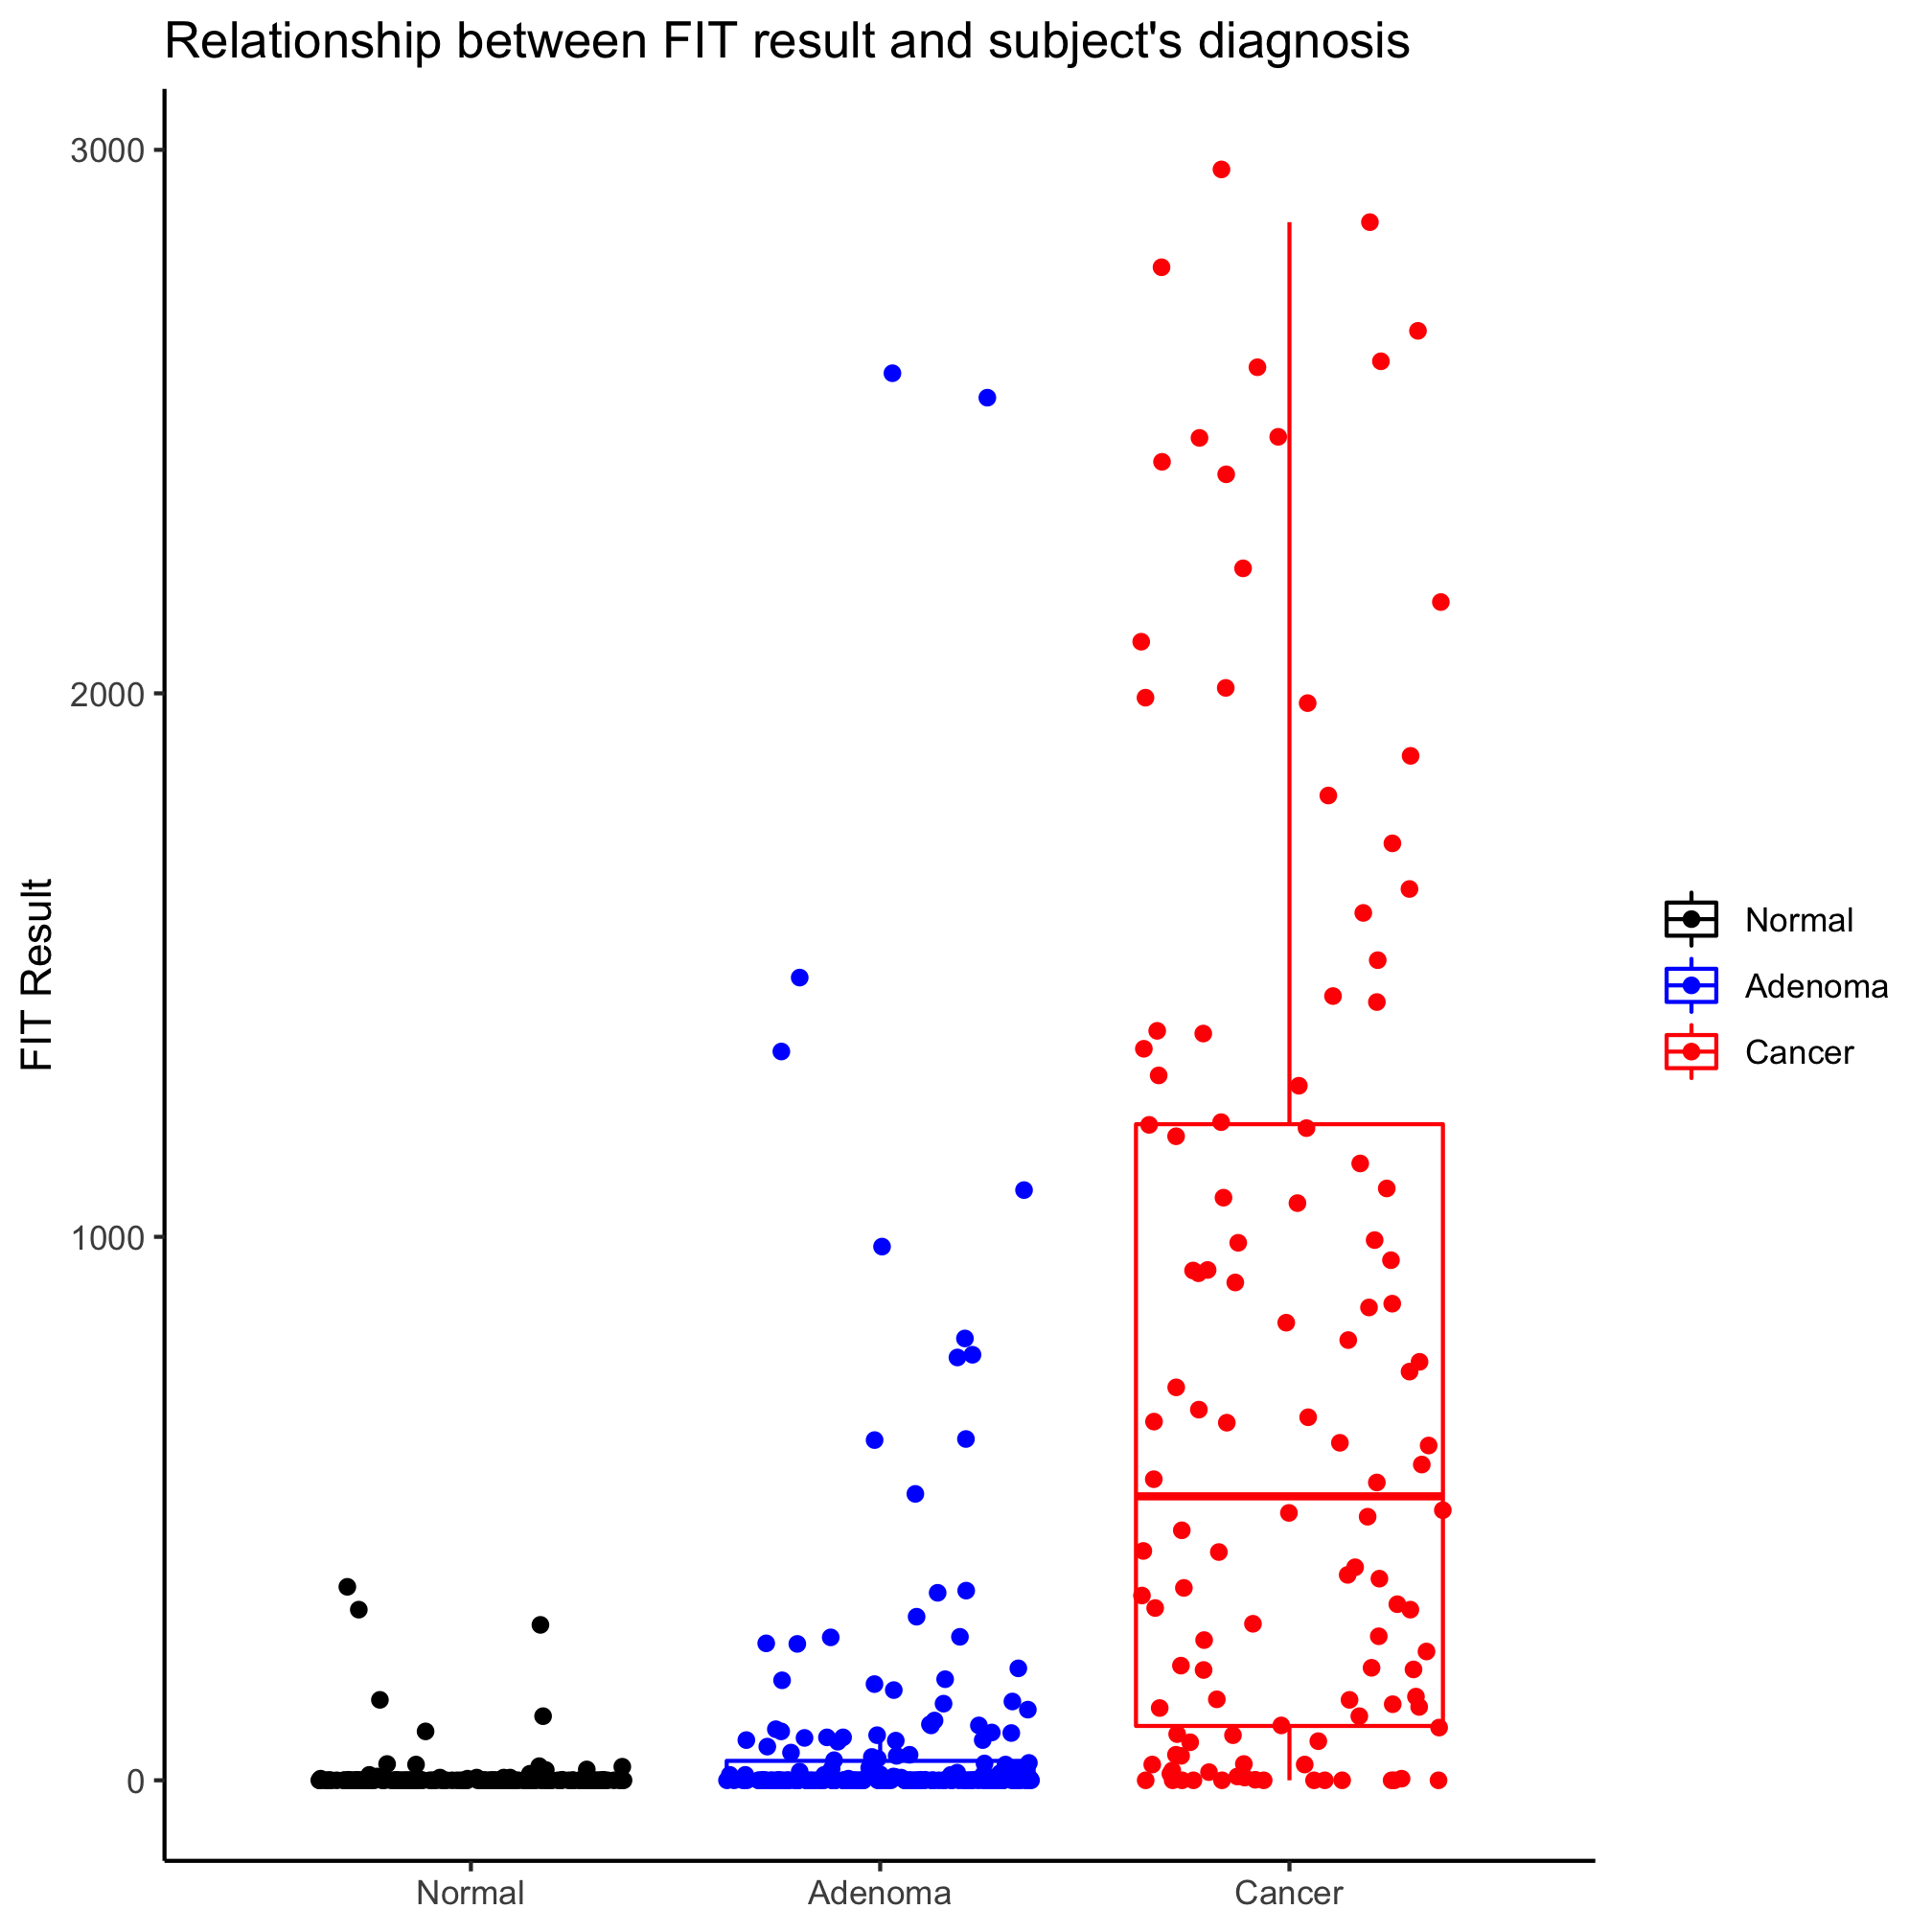 Relationship between FIT result and subject's diagnosis
3000
2000
1000
0
FIT Result
Normal
Adenoma
Cancer
Normal
Adenoma
Cancer